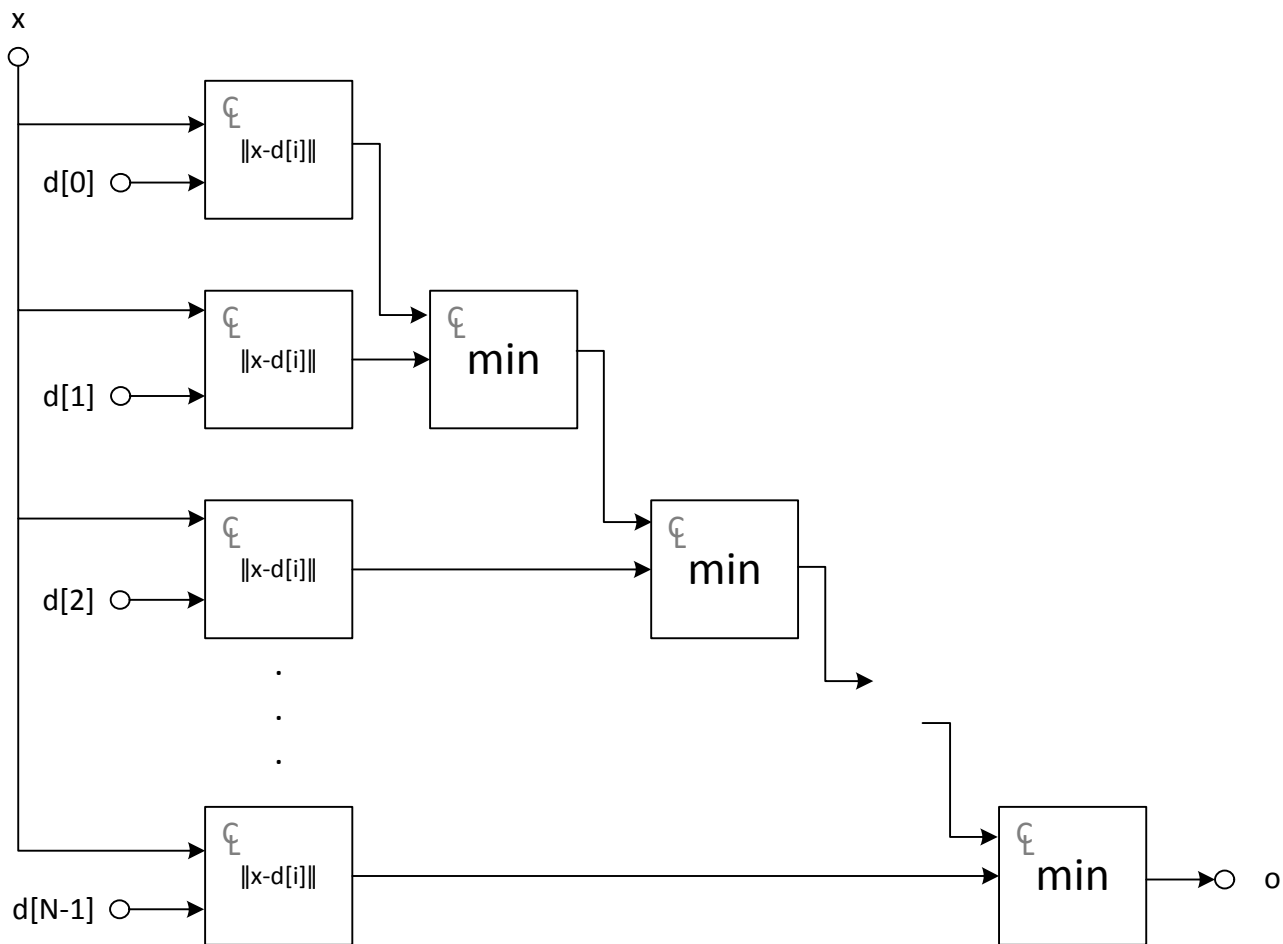 x
℄
‖x-d[i]‖
d[0]
℄
‖x-d[i]‖
d[1]
℄
min
℄
‖x-d[i]‖
d[2]
℄
min
.
.
.
℄
‖x-d[i]‖
d[N-1]
℄
min
o